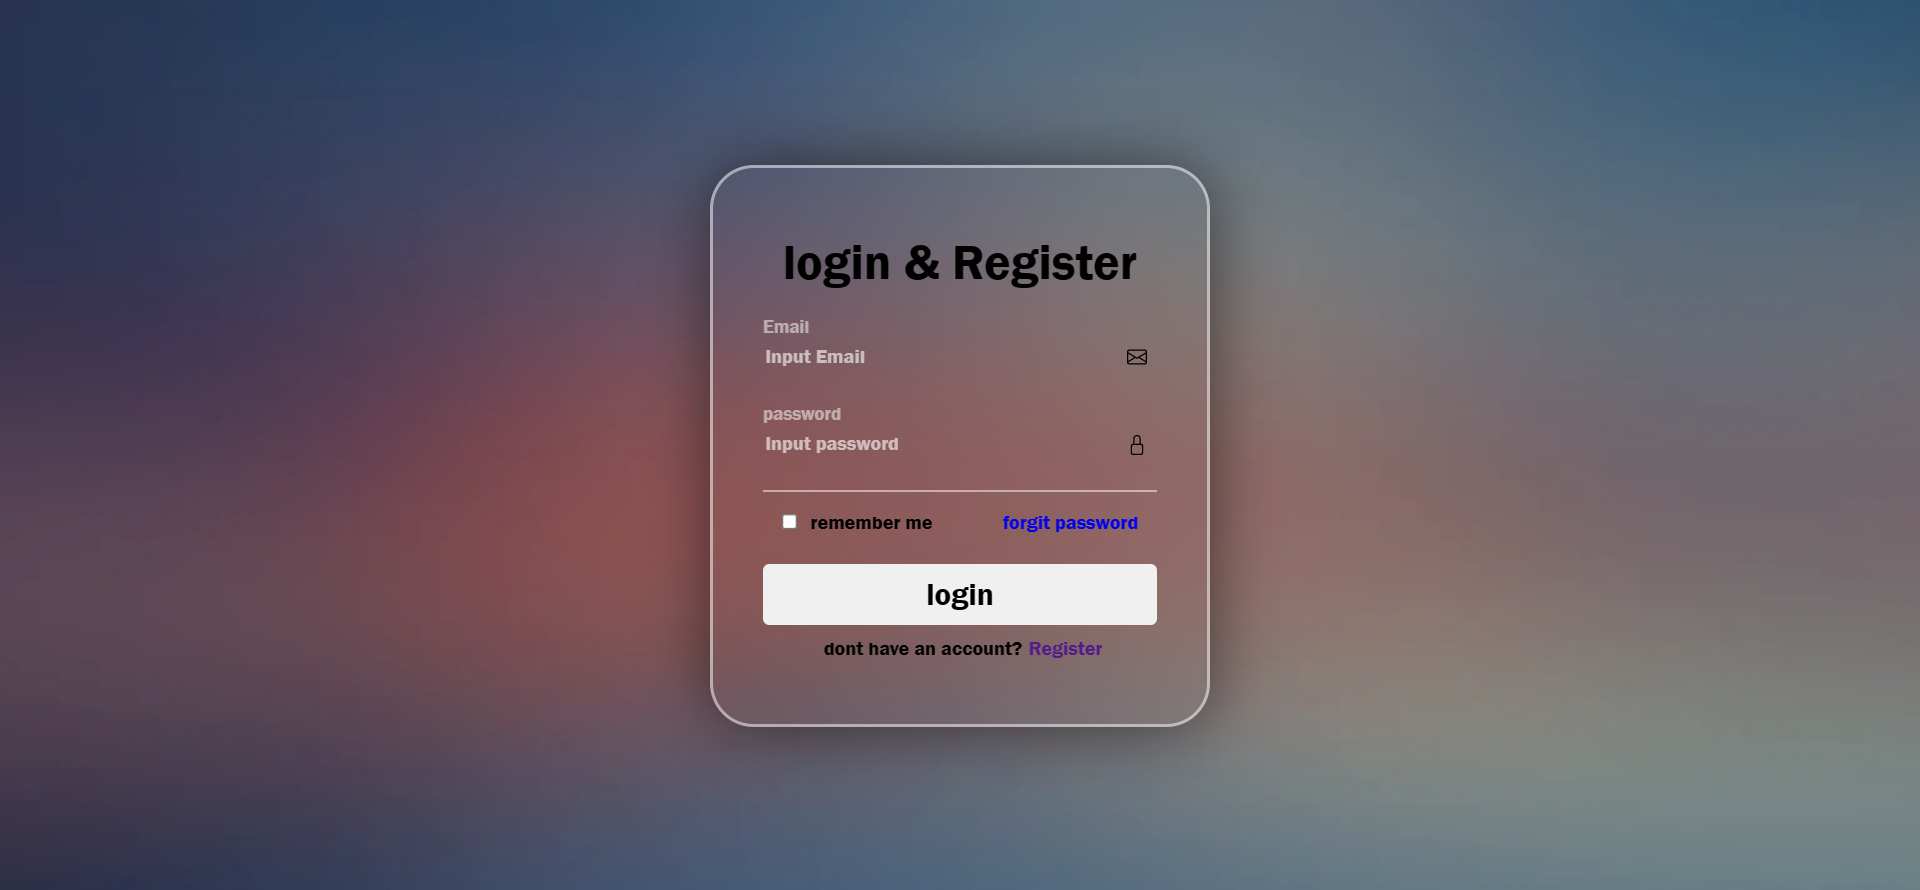 login & Register
Email
Input Email
password
Input password
remember me forgit password
login
dont have an account? Register